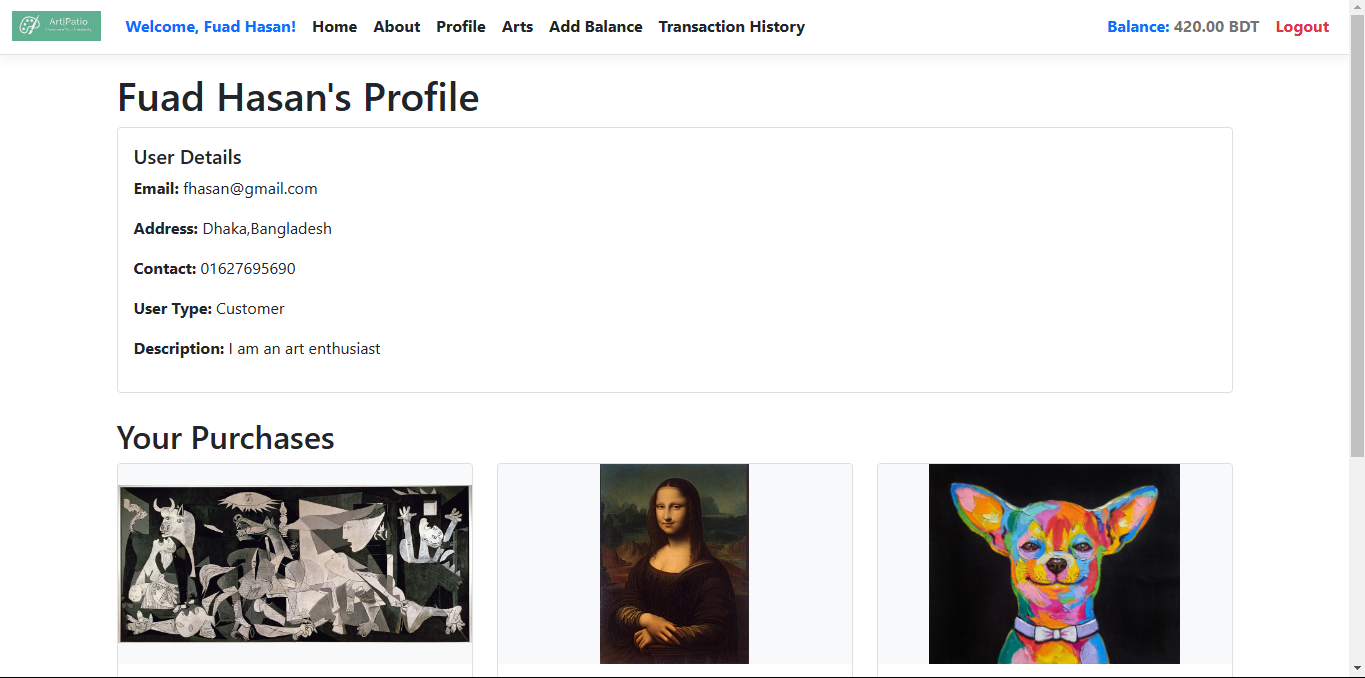 Art|Patio
Welcome, Fuad Hasan! Home About Profile Arts Add Balance Transaction History Balance: 420.00 BDT Logout
Fuad Hasan's Profile
User Details
Email: fhasan@gmail.com
Address: Dhaka,Bangladesh
Contact: 01627695690
User Type: Customer
Description: I am an art enthusiast
Your Purchases